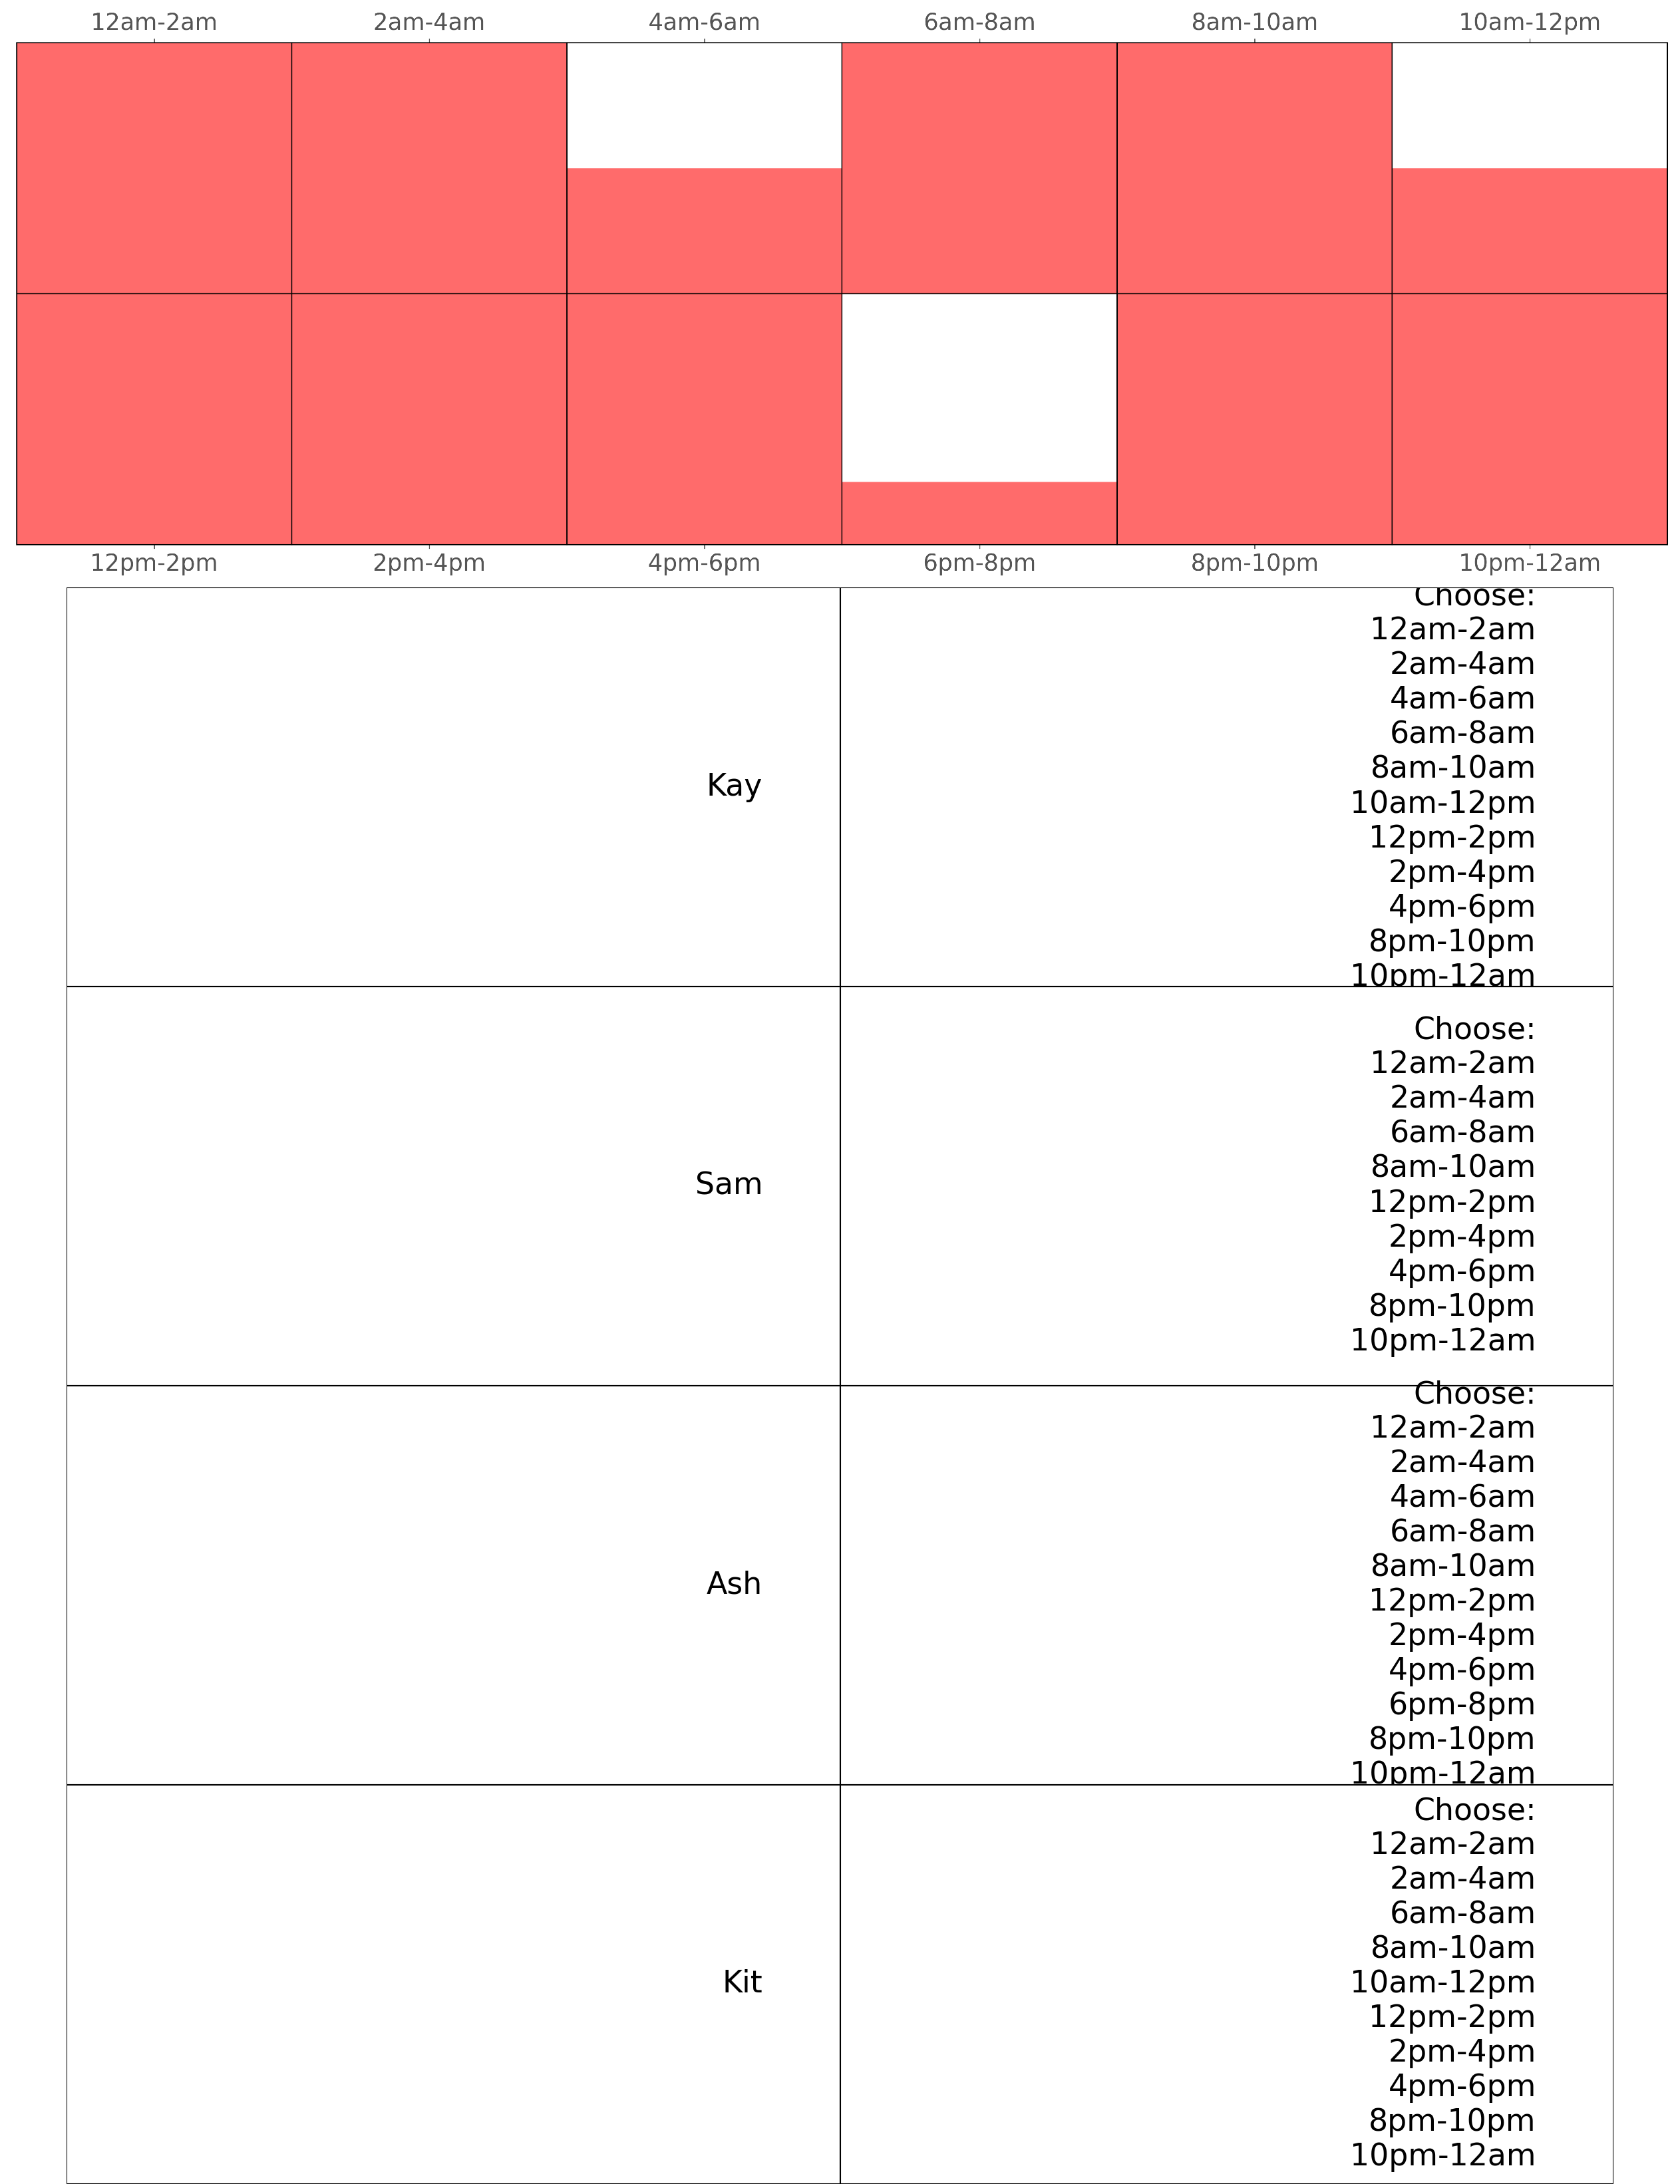 12am-2am 2am-4am 4am-6am 6am-8am 8am-10am 10am-12pm
12pm-2pm 2pm-4pm 4pm-6pm 6pm-8pm 8pm-10pm 10pm-12am
Kay
Choose:
12am-2am
2am-4am
4am-6am
6am-8am
8am-10am
10am-12pm
12pm-2pm
2pm-4pm
4pm-6pm
8pm-10pm
10pm-12am
Sam
Choose:
12am-2am
2am-4am
6am-8am
8am-10am
12pm-2pm
2pm-4pm
4pm-6pm
8pm-10pm
10pm-12am
Ash
Choose:
12am-2am
2am-4am
4am-6am
6am-8am
8am-10am
12pm-2pm
2pm-4pm
4pm-6pm
6pm-8pm
8pm-10pm
10pm-12am
Kit
Choose:
12am-2am
2am-4am
6am-8am
8am-10am
10am-12pm
12pm-2pm
2pm-4pm
4pm-6pm
8pm-10pm
10pm-12am